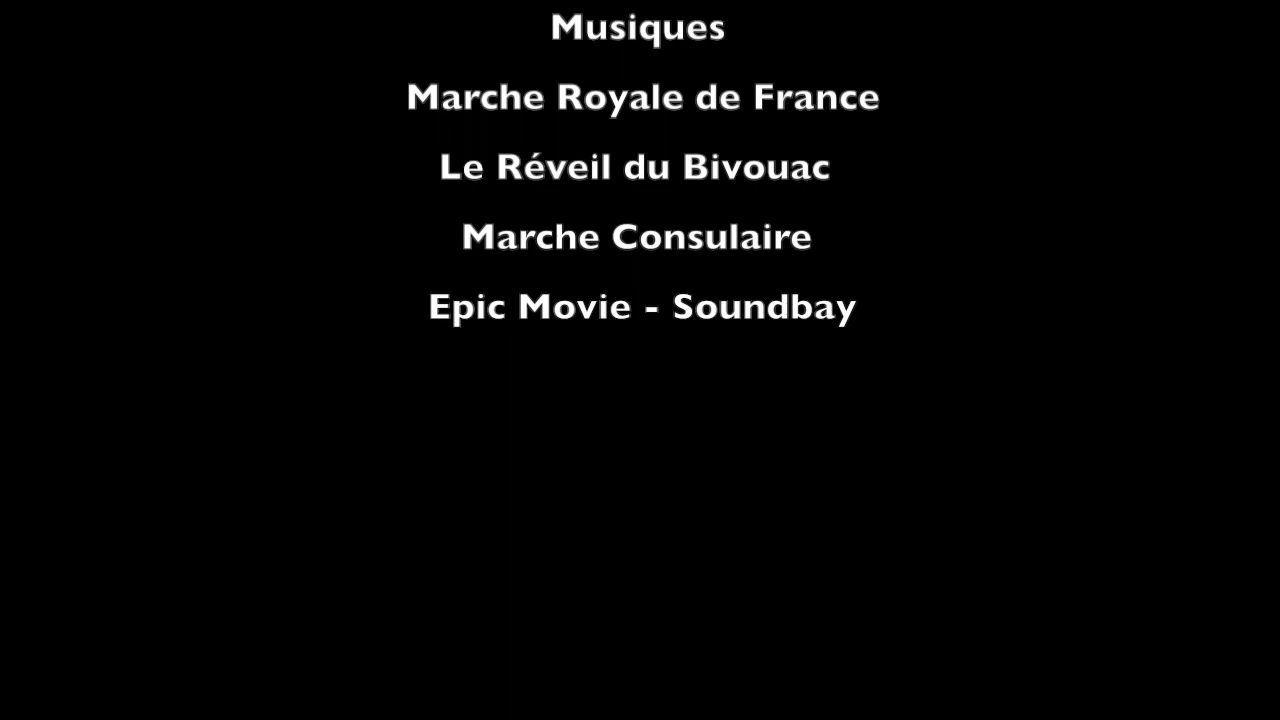 Musiques
Marche Royale de France
Le Réveil du Bivouac
Marche Consulaire
Epic Movie - Soundbay